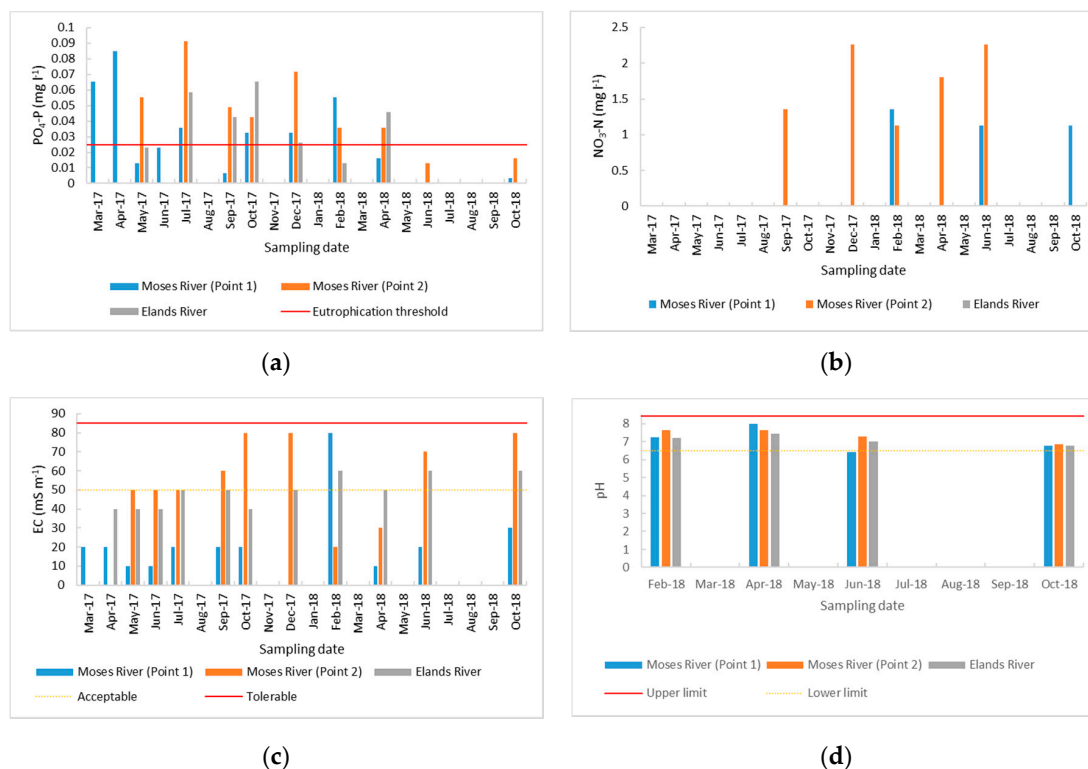 0.1
0.09
0.08
0.07
0.06
0.05
0.04
0.03
0.02
0.01
0
PO4-P (mg l-1)
Mar-17 Apr-17 May-17 Jun-17 Jul-17 Aug-17 Sep-17 Oct-17 Nov-17 Dec-17 Jan-18 Feb-18 Mar-18 Apr-18 May-18 Jun-18 Jul-18 Aug-18 Sep-18 Oct-18
Sampling date
Moses River (Point 1) Moses River (Point 2)
Elands River Eutrophication threshold
(a)
2.5
2
1.5
1
0.5
0
NO3-N (mg l-1)
Mar-17 Apr-17 May-17 Jun-17 Jul-17 Aug-17 Sep-17 Oct-17 Nov-17 Dec-17 Jan-18 Feb-18 Mar-18 Apr-18 May-18 Jun-18 Jul-18 Aug-18 Sep-18 Oct-18
Sampling date
Moses River (Point 1) Moses River (Point 2) Elands River
(b)
90
80
70
60
50
40
30
20
10
0
EC (mS m-1)
Mar-17 Apr-17 May-17 Jun-17 Jul-17 Aug-17 Sep-17 Oct-17 Nov-17 Dec-17 Jan-18 Feb-18 Mar-18 Apr-18 May-18 Jun-18 Jul-18 Aug-18 Sep-18 Oct-18
Sampling date
Moses River (Point 1) Moses River (Point 2) Elands River
Acceptable Tolerable
(c)
8
7
6
5
4
3
2
1
0
pH
Feb-18 Mar-18 Apr-18 May-18 Jun-18 Jul-18 Aug-18 Sep-18 Oct-18
Sampling date
Moses River (Point 1) Moses River (Point 2) Elands River
Upper limit Lower limit
(d)